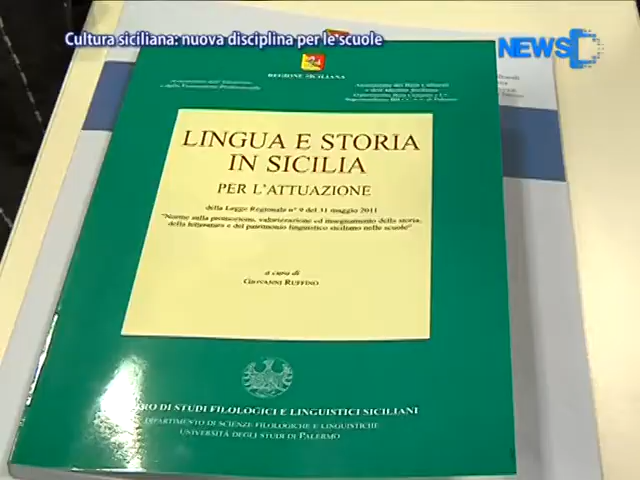 Cultura siciliana: nuova disciplina per le scuole
NEWS
REGIONE SICILIANA
LINGUA E STORIA
IN SICILIA
PER L'ATTUAZIONE
della Legge Regionale n° 9 del 31 maggio 2011
"Norme sulla promozione, valorizzazione ed insegnamento della storia,
della letteratura e del patrimonio linguistico siciliano nelle scuole"
a cura di
GIOVANNI RUFFINO
DI STUDI FILOLOGICI E LINGUISTICI SICILIANI
DIPARTIMENTO DI SCIENZE FILOLOGICHE E LINGUISTICHE
UNIVERSITÀ DEGLI STUDI DI PALERMO